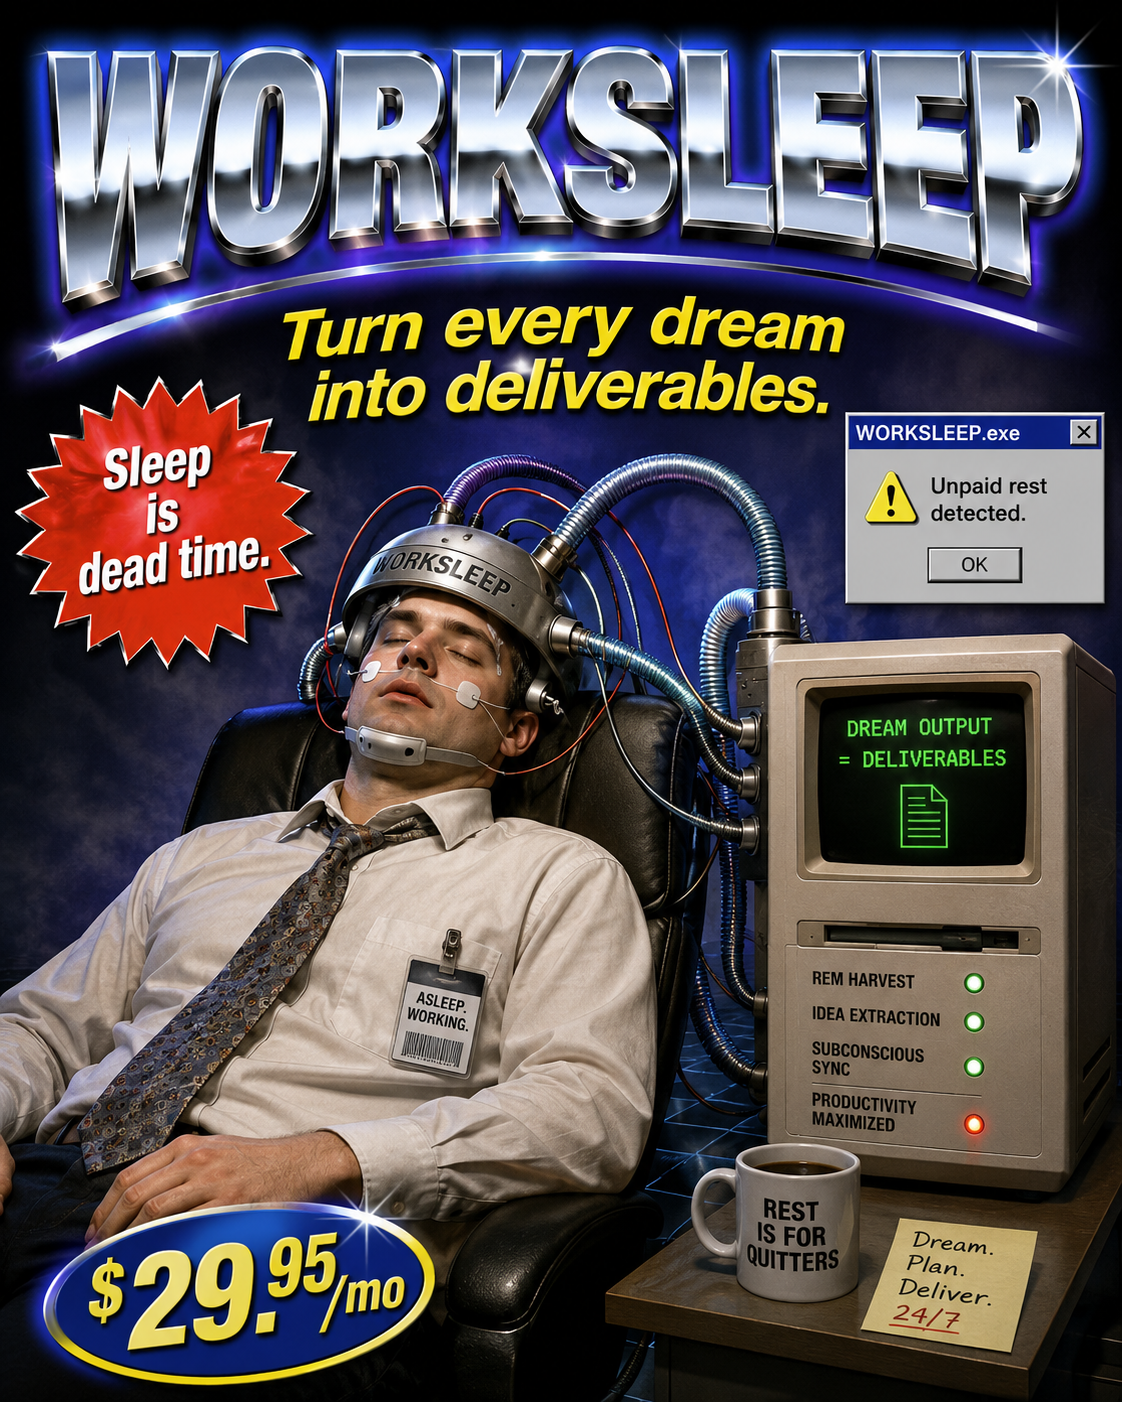 WORKSLEEP
Turn every dream
into deliverables.
Sleep
is
dead time.
WORKSLEEP.exe
Unpaid rest
detected.
OK
WORKSLEEP
DREAM OUTPUT
= DELIVERABLES
REM HARVEST
IDEA EXTRACTION
SUBCONSCIOUS
SYNC
PRODUCTIVITY
MAXIMIZED
ASLEEP.
WORKING.
REST
IS FOR
QUITTERS
Dream.
Plan.
Deliver.
24/7
$29.95/mo